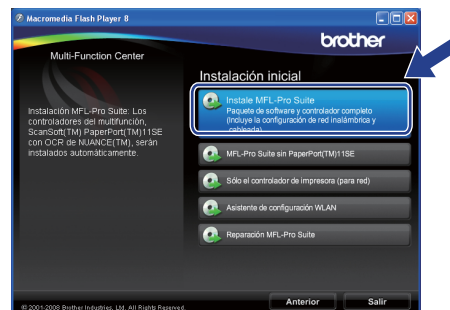 Macromedia Flash Player 8
brother
Multi-Function Center
Instalación inicial
Instale MFL-Pro Suite
Paquete de software y controlador completo
(Incluye la configuración de red inalámbrica y
cableada)
Instalación MFL-Pro Suite: Los
controladores del multifunción,
ScanSoft(TM) PaperPort(TM)11SE
con OCR de NUANCE(TM), serán
instalados automáticamente.
MFL-Pro Suite sin PaperPort(TM)11SE
Sólo el controlador de impresora (para red)
Asistente de configuración WLAN
Reparación MFL-Pro Suite
© 2001-2008 Brother Industries, Ltd. All Rights Reserved.
Anterior
Salir